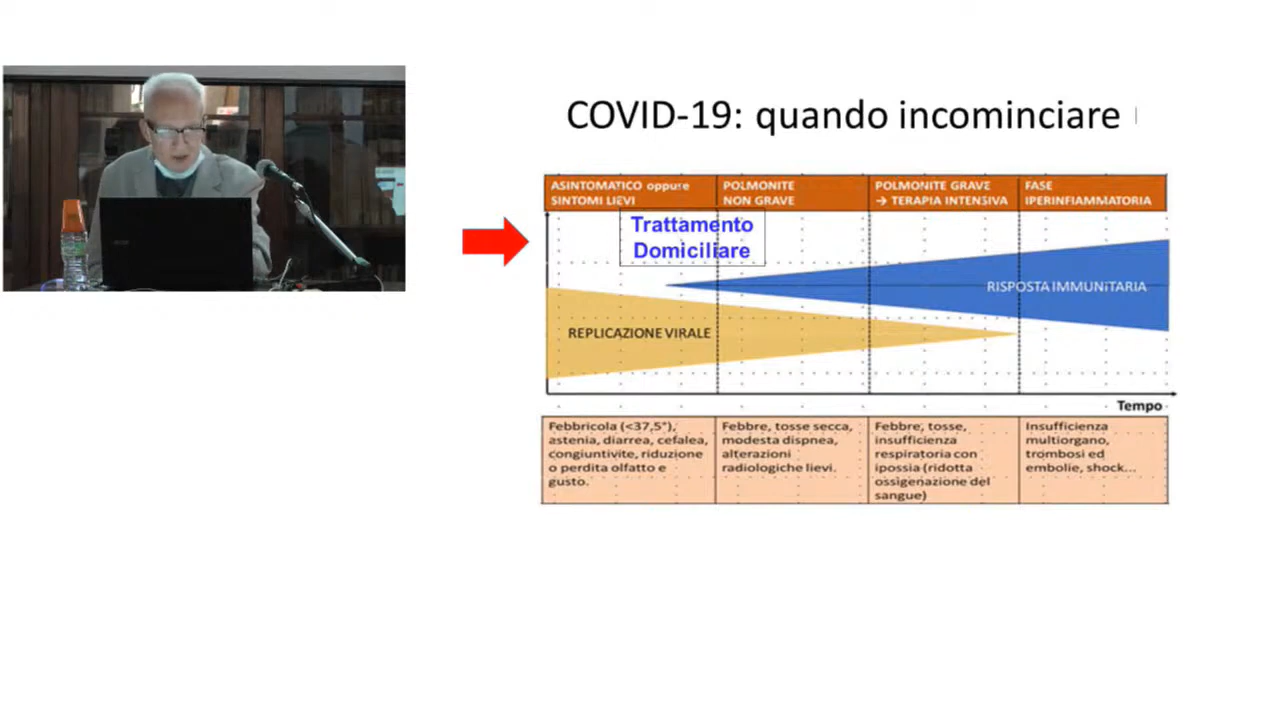 COVID-19: quando incominciare
ASINTOMATICO oppure
SINTOMI LIEVI
POLMONITE
NON GRAVE
POLMONITE GRAVE
→ TERAPIA INTENSIVA
FASE
IPERINFIAMMATORIA
Trattamento
Domiciliare
RISPOSTA IMMUNITARIA
REPLICAZIONE VIRALE
Tempo
Febbricola (<37,5°),
astenia, diarrea, cefalea,
congiuntivite, riduzione
o perdita olfatto e
gusto.
Febbre, tosse secca,
modesta dispnea,
alterazioni
radiologiche lievi.
Febbre, tosse,
insufficienza
respiratoria con
ipossia (ridotta
ossigenazione del
sangue)
Insufficienza
multiorgano,
trombosi ed
embolie, shock...